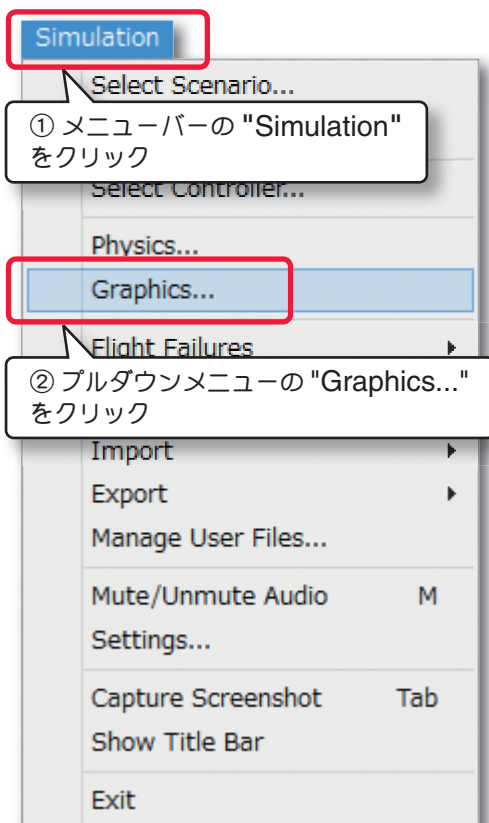 Simulation
Select Scenario...
① メニューバーの "Simulation"
をクリック
Select Controller...
Physics...
Graphics...
Flight Failures
② プルダウンメニューの "Graphics..."
をクリック
Import
Export
Manage User Files...
Mute/Unmute Audio M
Settings...
Capture Screenshot Tab
Show Title Bar
Exit